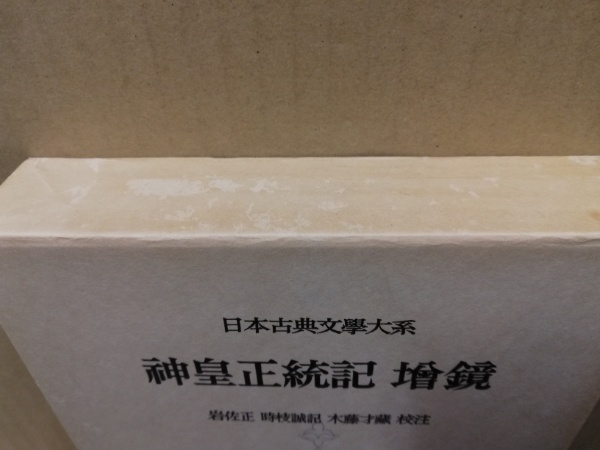 日本古典文學大系
神皇正統記 增鏡
岩佐正 時枝誠記 木藤才藏 校注